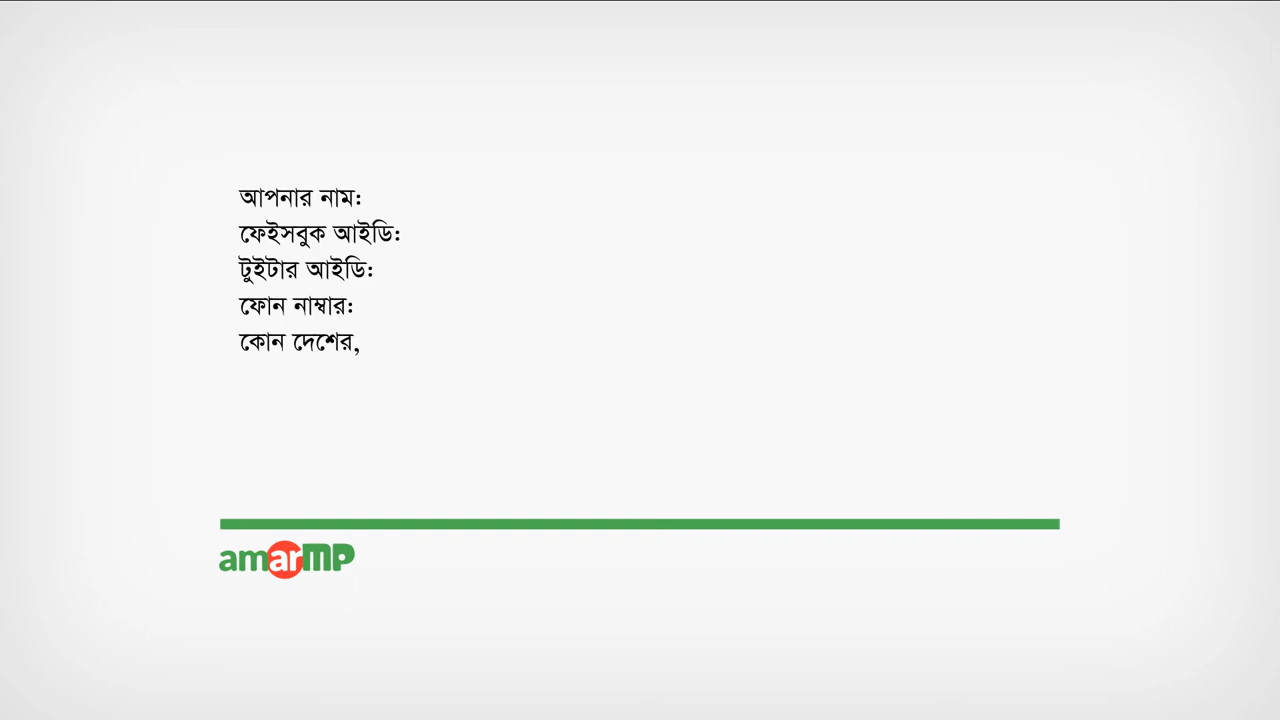 আপনার নাম:
ফেইসবুক আইডি:
টুইটার আইডি:
ফোন নাম্বার:
কোন দেশের,
amarMP